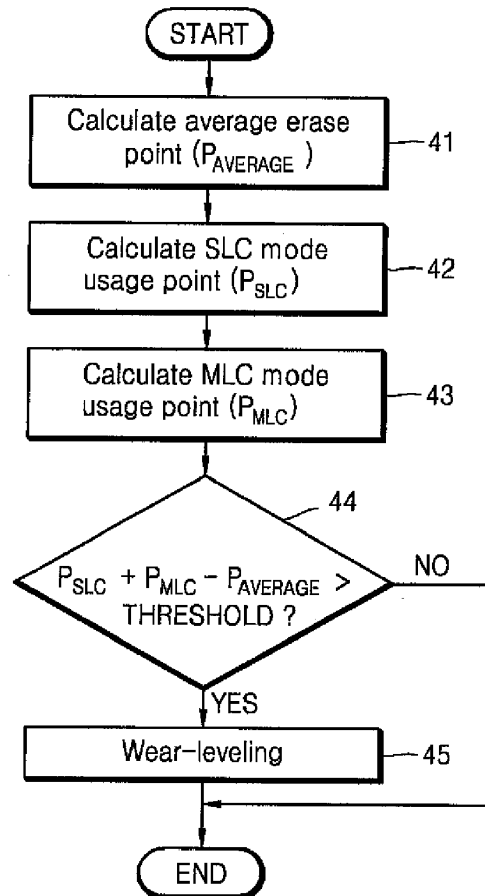 START
Calculate average erase
point (P_AVERAGE)
41
Calculate SLC mode
usage point (P_SLC)
42
Calculate MLC mode
usage point (P_MLC)
43
44
P_SLC + P_MLC - P_AVERAGE >
THRESHOLD ?
NO
YES
Wear-leveling
45
END